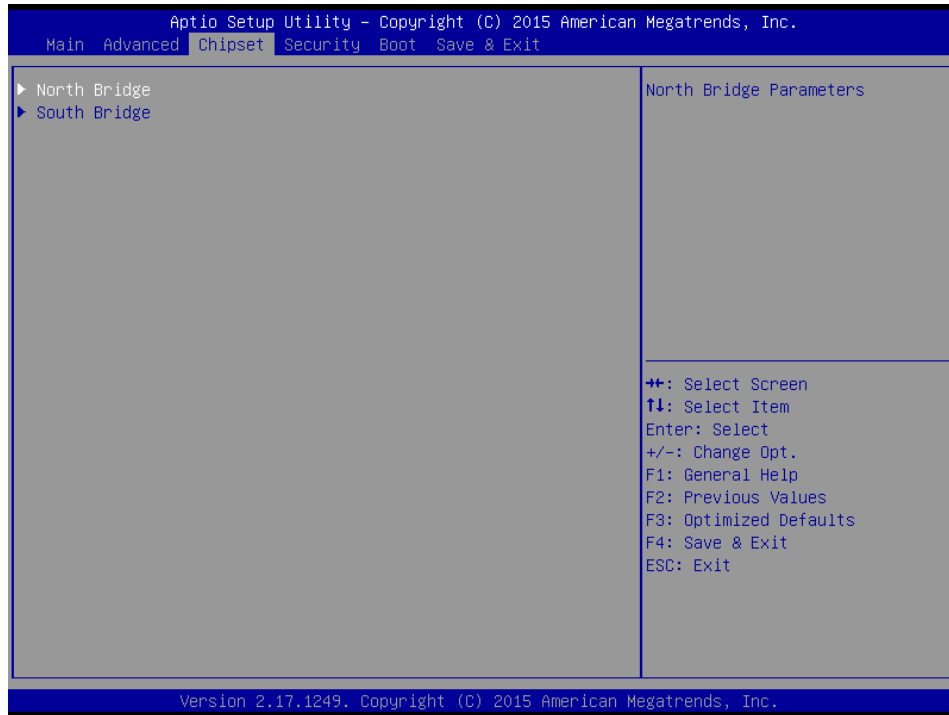 Aptio Setup Utility – Copyright (C) 2015 American Megatrends, Inc.
Main Advanced Chipset Security Boot Save & Exit
► North Bridge
► South Bridge
North Bridge Parameters
→←: Select Screen
↑↓: Select Item
Enter: Select
+/-: Change Opt.
F1: General Help
F2: Previous Values
F3: Optimized Defaults
F4: Save & Exit
ESC: Exit
Version 2.17.1249. Copyright (C) 2015 American Megatrends, Inc.